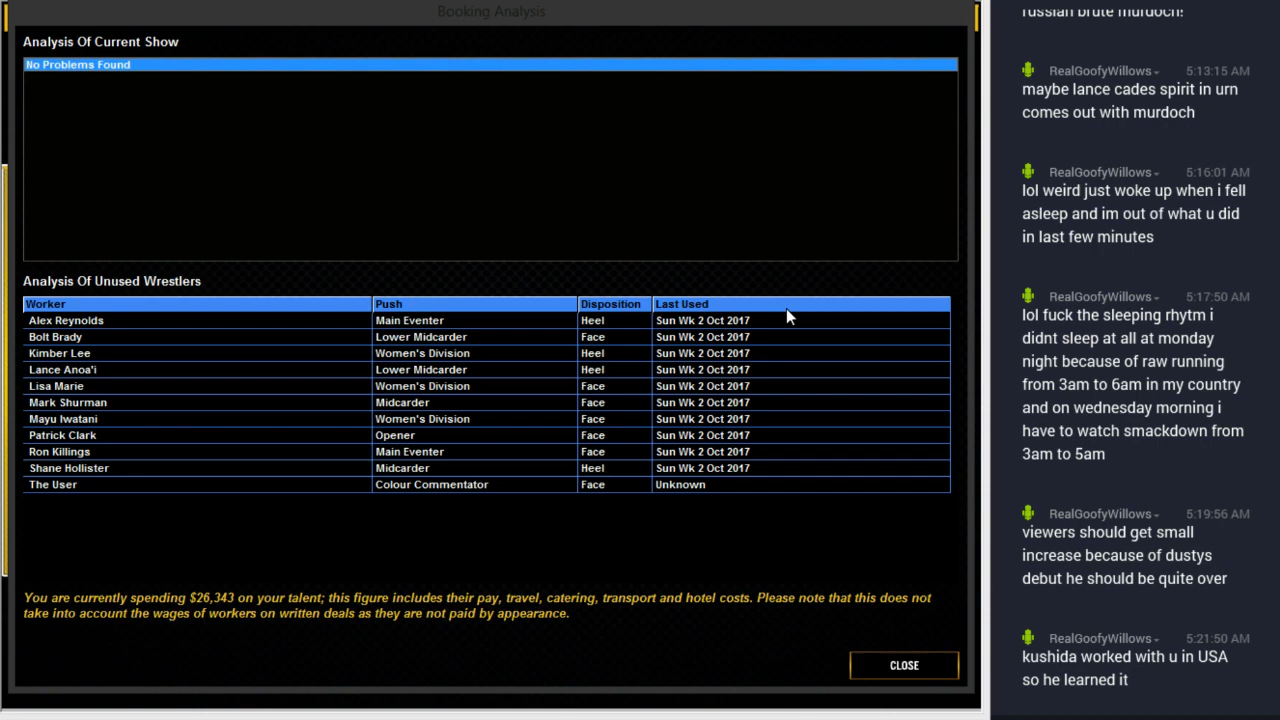 Booking Analysis
Analysis Of Current Show
No Problems Found
Analysis Of Unused Wrestlers
Worker Push Disposition Last Used
Alex Reynolds Main Eventer Heel Sun Wk 2 Oct 2017
Bolt Brady Lower Midcarder Face Sun Wk 2 Oct 2017
Kimber Lee Women's Division Heel Sun Wk 2 Oct 2017
Lance Anoa'i Lower Midcarder Heel Sun Wk 2 Oct 2017
Lisa Marie Women's Division Face Sun Wk 2 Oct 2017
Mark Shurman Midcarder Face Sun Wk 2 Oct 2017
Mayu Iwatani Women's Division Face Sun Wk 2 Oct 2017
Patrick Clark Opener Face Sun Wk 2 Oct 2017
Ron Killings Main Eventer Face Sun Wk 2 Oct 2017
Shane Hollister Midcarder Heel Sun Wk 2 Oct 2017
The User Colour Commentator Face Unknown
You are currently spending $26,343 on your talent; this figure includes their pay, travel, catering, transport and hotel costs. Please note that this does not
take into account the wages of workers on written deals as they are not paid by appearance.
CLOSE
russian brute murdoch!
RealGoofyWillows 5:13:15 AM
maybe lance cades spirit in urn
comes out with murdoch
RealGoofyWillows 5:16:01 AM
lol weird just woke up when i fell
asleep and im out of what u did
in last few minutes
RealGoofyWillows 5:17:50 AM
lol fuck the sleeping rhytm i
didnt sleep at all at monday
night because of raw running
from 3am to 6am in my country
and on wednesday morning i
have to watch smackdown from
3am to 5am
RealGoofyWillows 5:19:56 AM
viewers should get small
increase because of dustys
debut he should be quite over
RealGoofyWillows 5:21:50 AM
kushida worked with u in USA
so he learned it